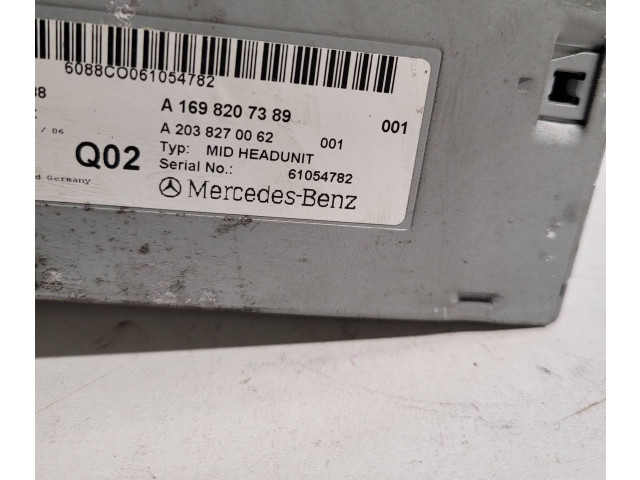 6088CO061054782
A 169 820 73 89 001
A 203 827 00 62 001
/ 06
Typ: MID HEADUNIT
Q02
Serial No.: 61054782
Germany
Mercedes-Benz